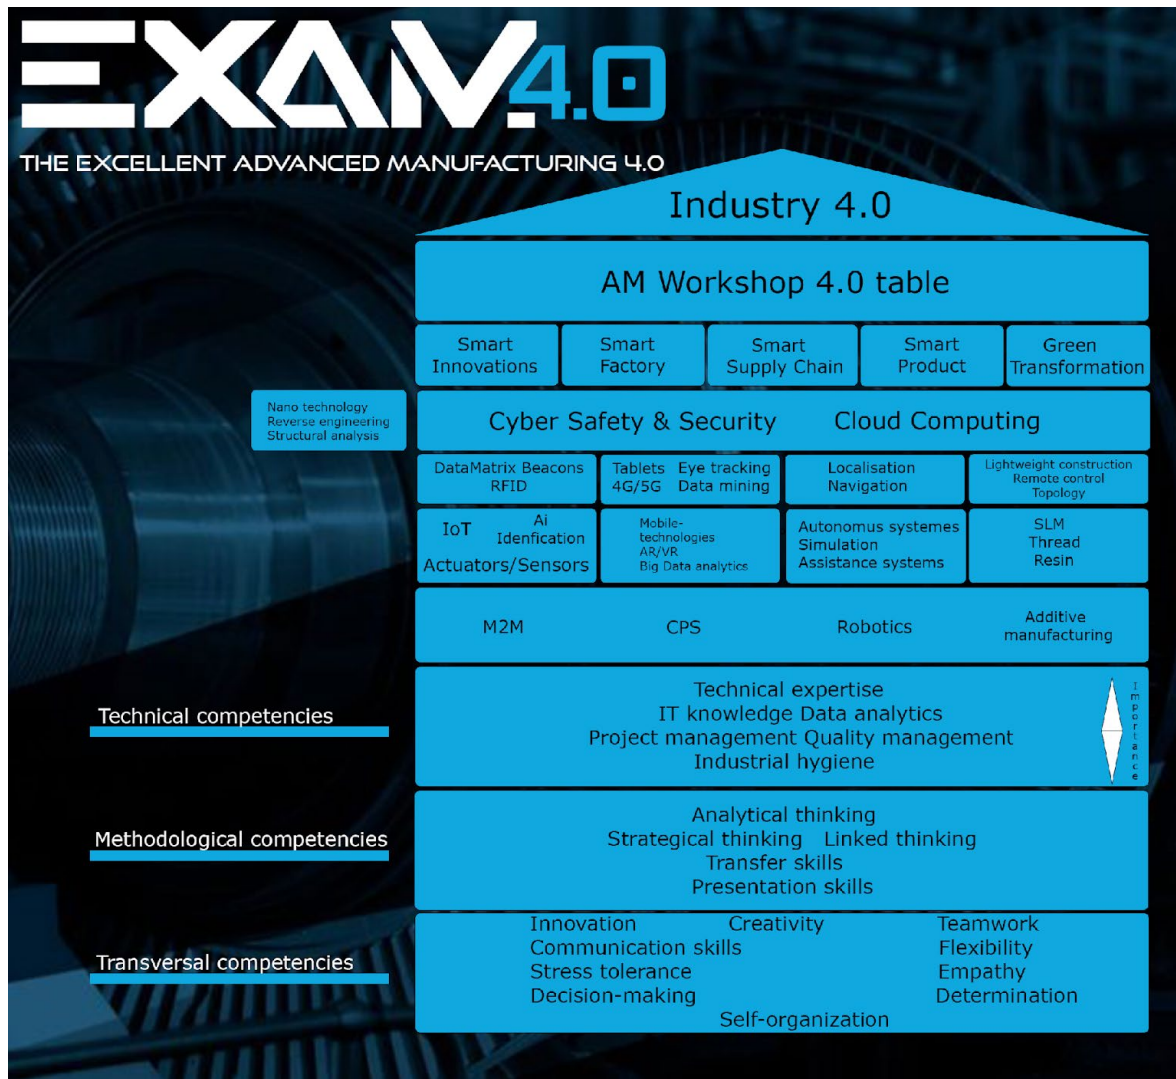 EXAM 4.0
THE EXCELLENT ADVANCED MANUFACTURING 4.0
Industry 4.0
AM Workshop 4.0 table
Smart
Innovations
Smart
Factory
Smart
Supply Chain
Smart
Product
Green
Transformation
Nano technology
Reverse engineering
Structural analysis
Cyber Safety & Security
Cloud Computing
DataMatrix Beacons
RFID
Tablets Eye tracking
4G/5G Data mining
Localisation
Navigation
Lightweight construction
Remote control
Topology
IoT
Ai
Idenfication
Actuators/Sensors
Mobile-
technologies
AR/VR
Big Data analytics
Autonomus systemes
Simulation
Assistance systems
SLM
Thread
Resin
M2M
CPS
Robotics
Additive
manufacturing
Technical competencies
Technical expertise
IT knowledge Data analytics
Project management Quality management
Industrial hygiene
Importance
Methodological competencies
Analytical thinking
Strategical thinking Linked thinking
Transfer skills
Presentation skills
Transversal competencies
Innovation Creativity Teamwork
Communication skills Flexibility
Stress tolerance Empathy
Decision-making Determination
Self-organization